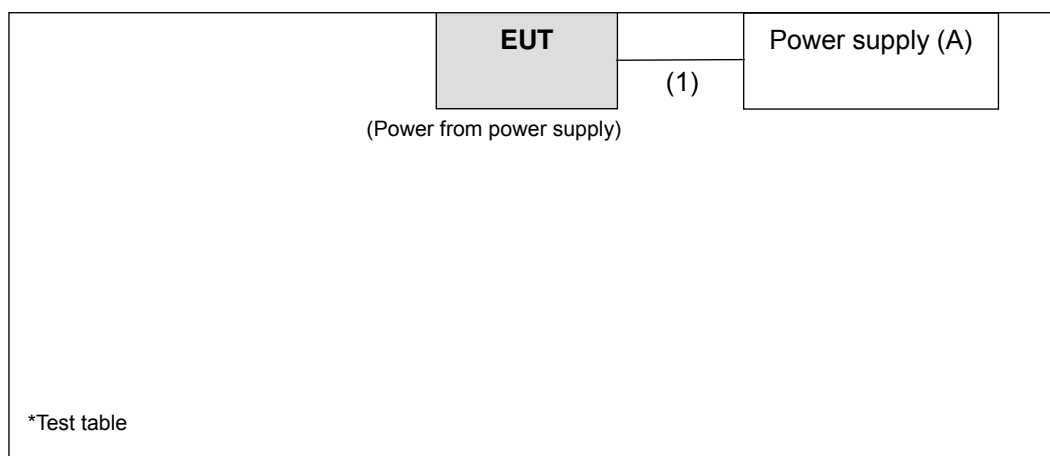 EUT
Power supply (A)
(1)
(Power from power supply)
*Test table